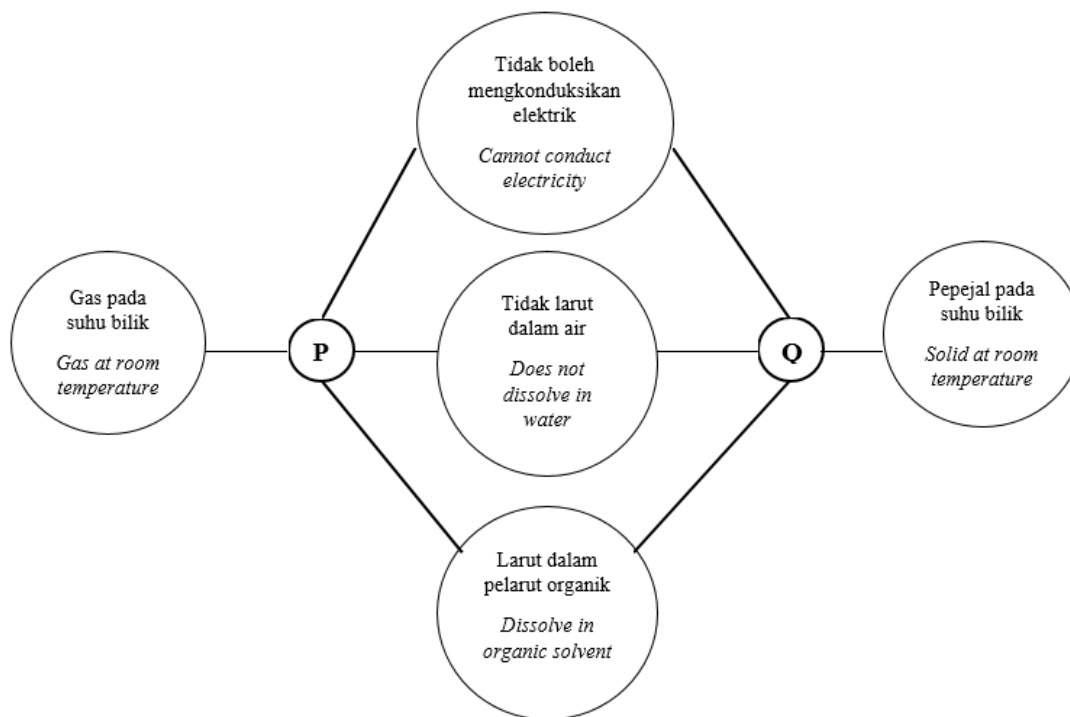 Tidak boleh
mengkonduksikan
elektrik
Cannot conduct
electricity
Gas pada
suhu bilik
Gas at room
temperature
P
Tidak larut
dalam air
Does not
dissolve in
water
Q
Pepejal pada
suhu bilik
Solid at room
temperature
Larut dalam
pelarut organik
Dissolve in
organic solvent